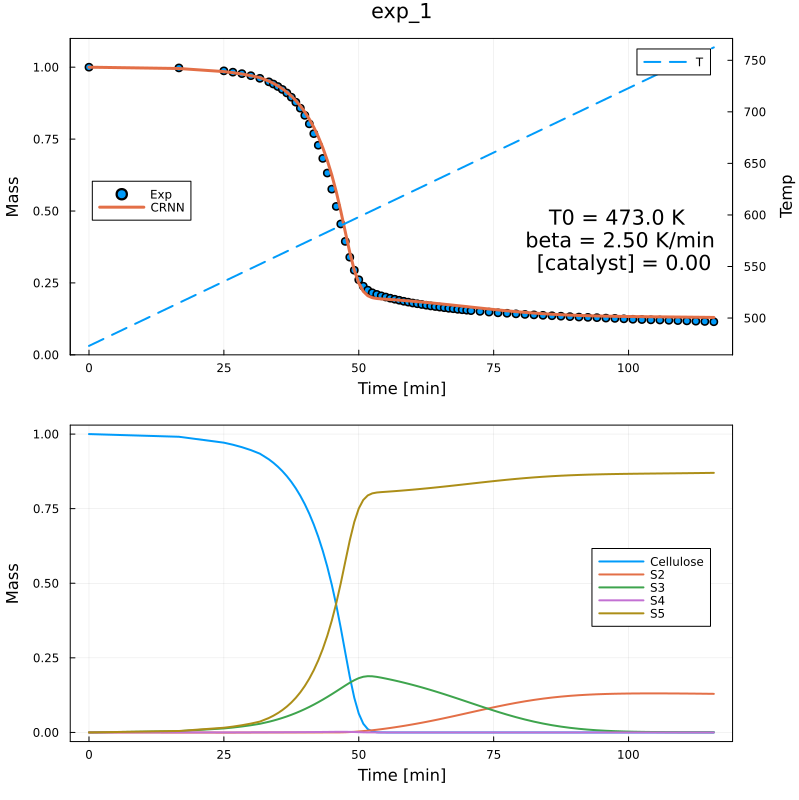 exp_1
1.00
0.75
0.50
0.25
0.00
Mass
T
750
700
650
600
550
500
Temp
Exp
CRNN
T0 = 473.0 K
beta = 2.50 K/min
[catalyst] = 0.00
0
25
50
75
100
Time [min]
1.00
0.75
0.50
0.25
0.00
Mass
Cellulose
S2
S3
S4
S5
0
25
50
75
100
Time [min]